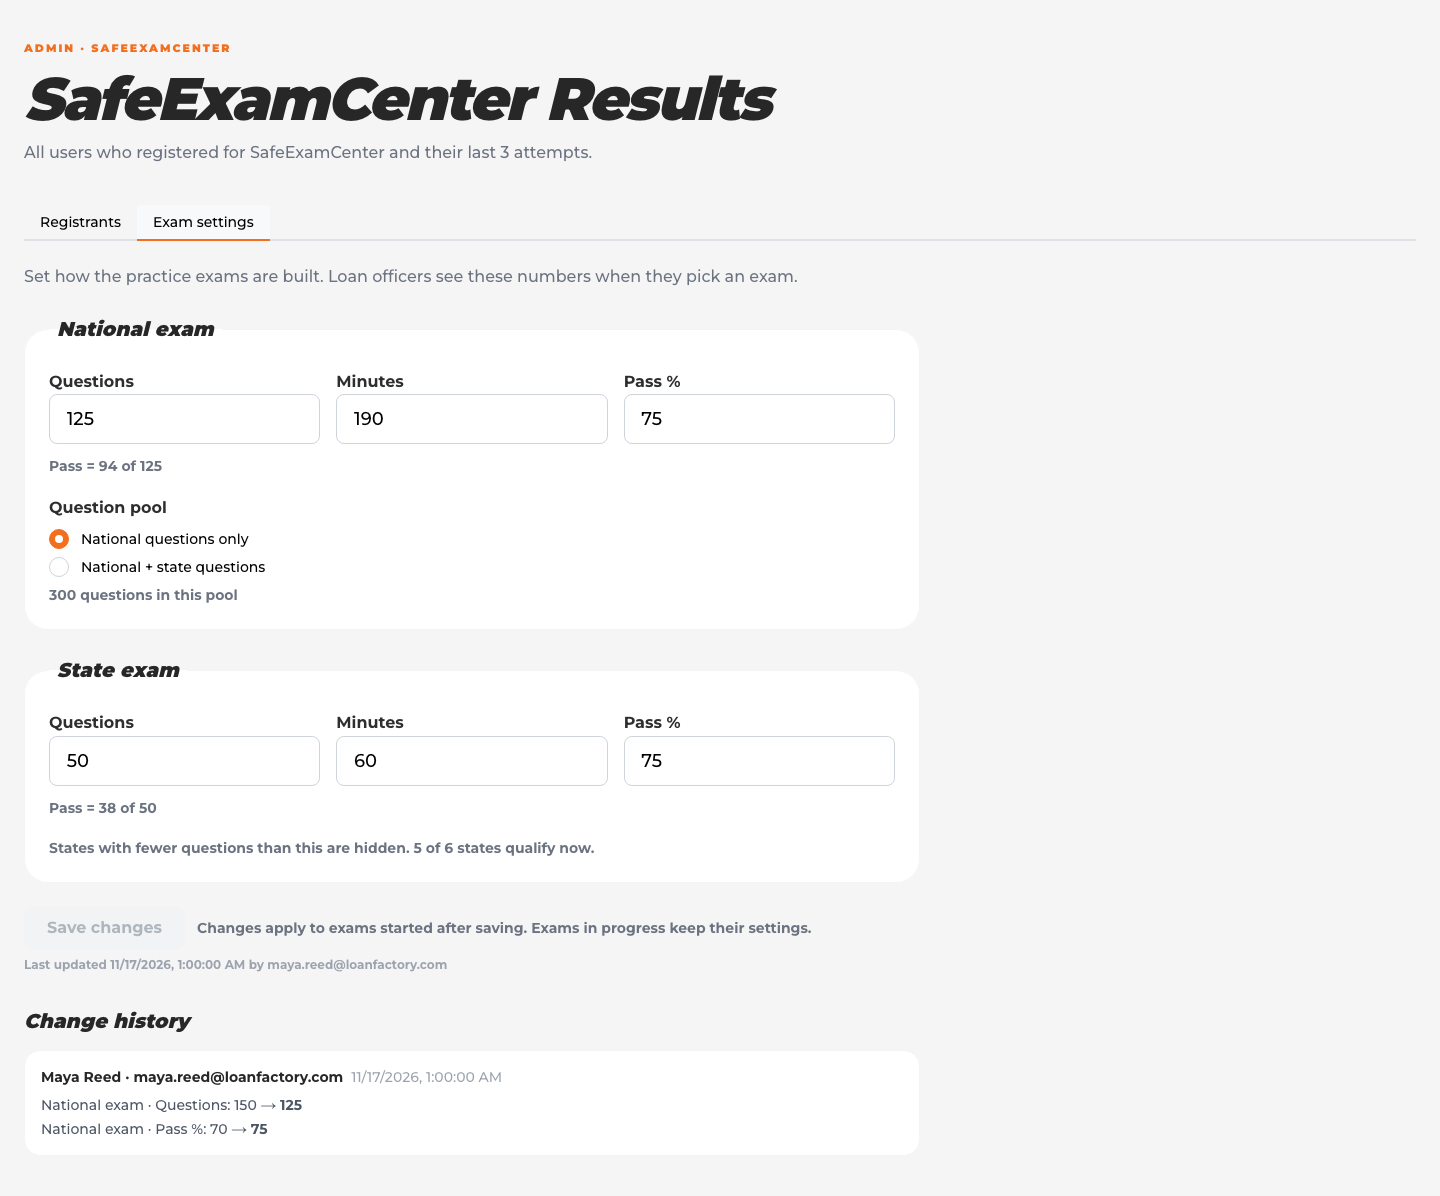 ADMIN · SAFEEXAMCENTER
SafeExamCenter Results
All users who registered for SafeExamCenter and their last 3 attempts.
Registrants
Exam settings
Set how the practice exams are built. Loan officers see these numbers when they pick an exam.
National exam
Questions
Minutes
Pass %
125
190
75
Pass = 94 of 125
Question pool
National questions only
National + state questions
300 questions in this pool
State exam
Questions
Minutes
Pass %
50
60
75
Pass = 38 of 50
States with fewer questions than this are hidden. 5 of 6 states qualify now.
Save changes
Changes apply to exams started after saving. Exams in progress keep their settings.
Last updated 11/17/2026, 1:00:00 AM by maya.reed@loanfactory.com
Change history
Maya Reed · maya.reed@loanfactory.com 11/17/2026, 1:00:00 AM
National exam · Questions: 150 → 125
National exam · Pass %: 70 → 75